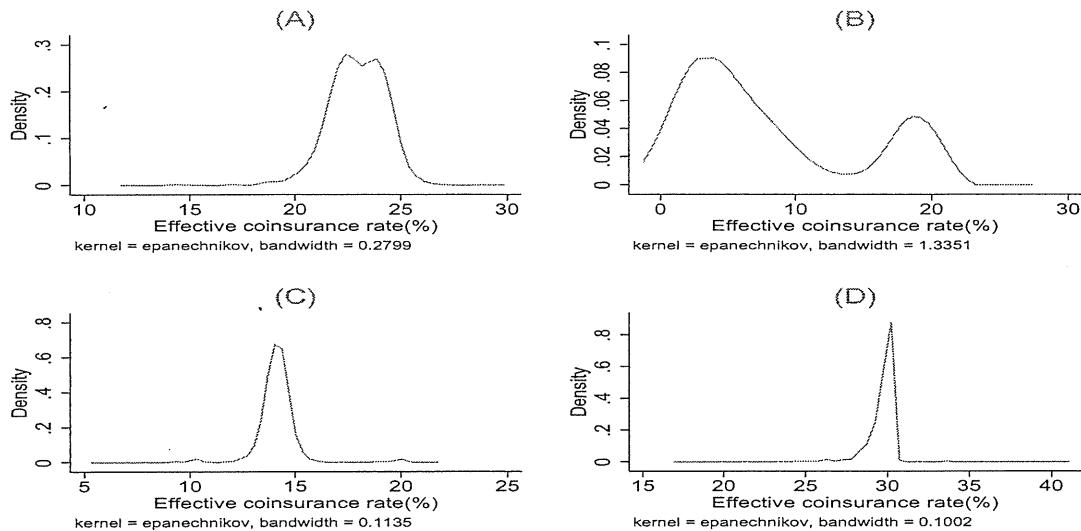 (A)
.3
.2
.1
0
Density
10 15 20 25 30
Effective coinsurance rate(%)
kernel = epanechnikov, bandwidth = 0.2799
(B)
.1
.08
.06
.04
.02
0
Density
0 10 20 30
Effective coinsurance rate(%)
kernel = epanechnikov, bandwidth = 1.3351
(C)
.8
.6
.4
.2
0
Density
5 10 15 20 25
Effective coinsurance rate(%)
kernel = epanechnikov, bandwidth = 0.1135
(D)
.8
.6
.4
.2
0
Density
15 20 25 30 35 40
Effective coinsurance rate(%)
kernel = epanechnikov, bandwidth = 0.1002